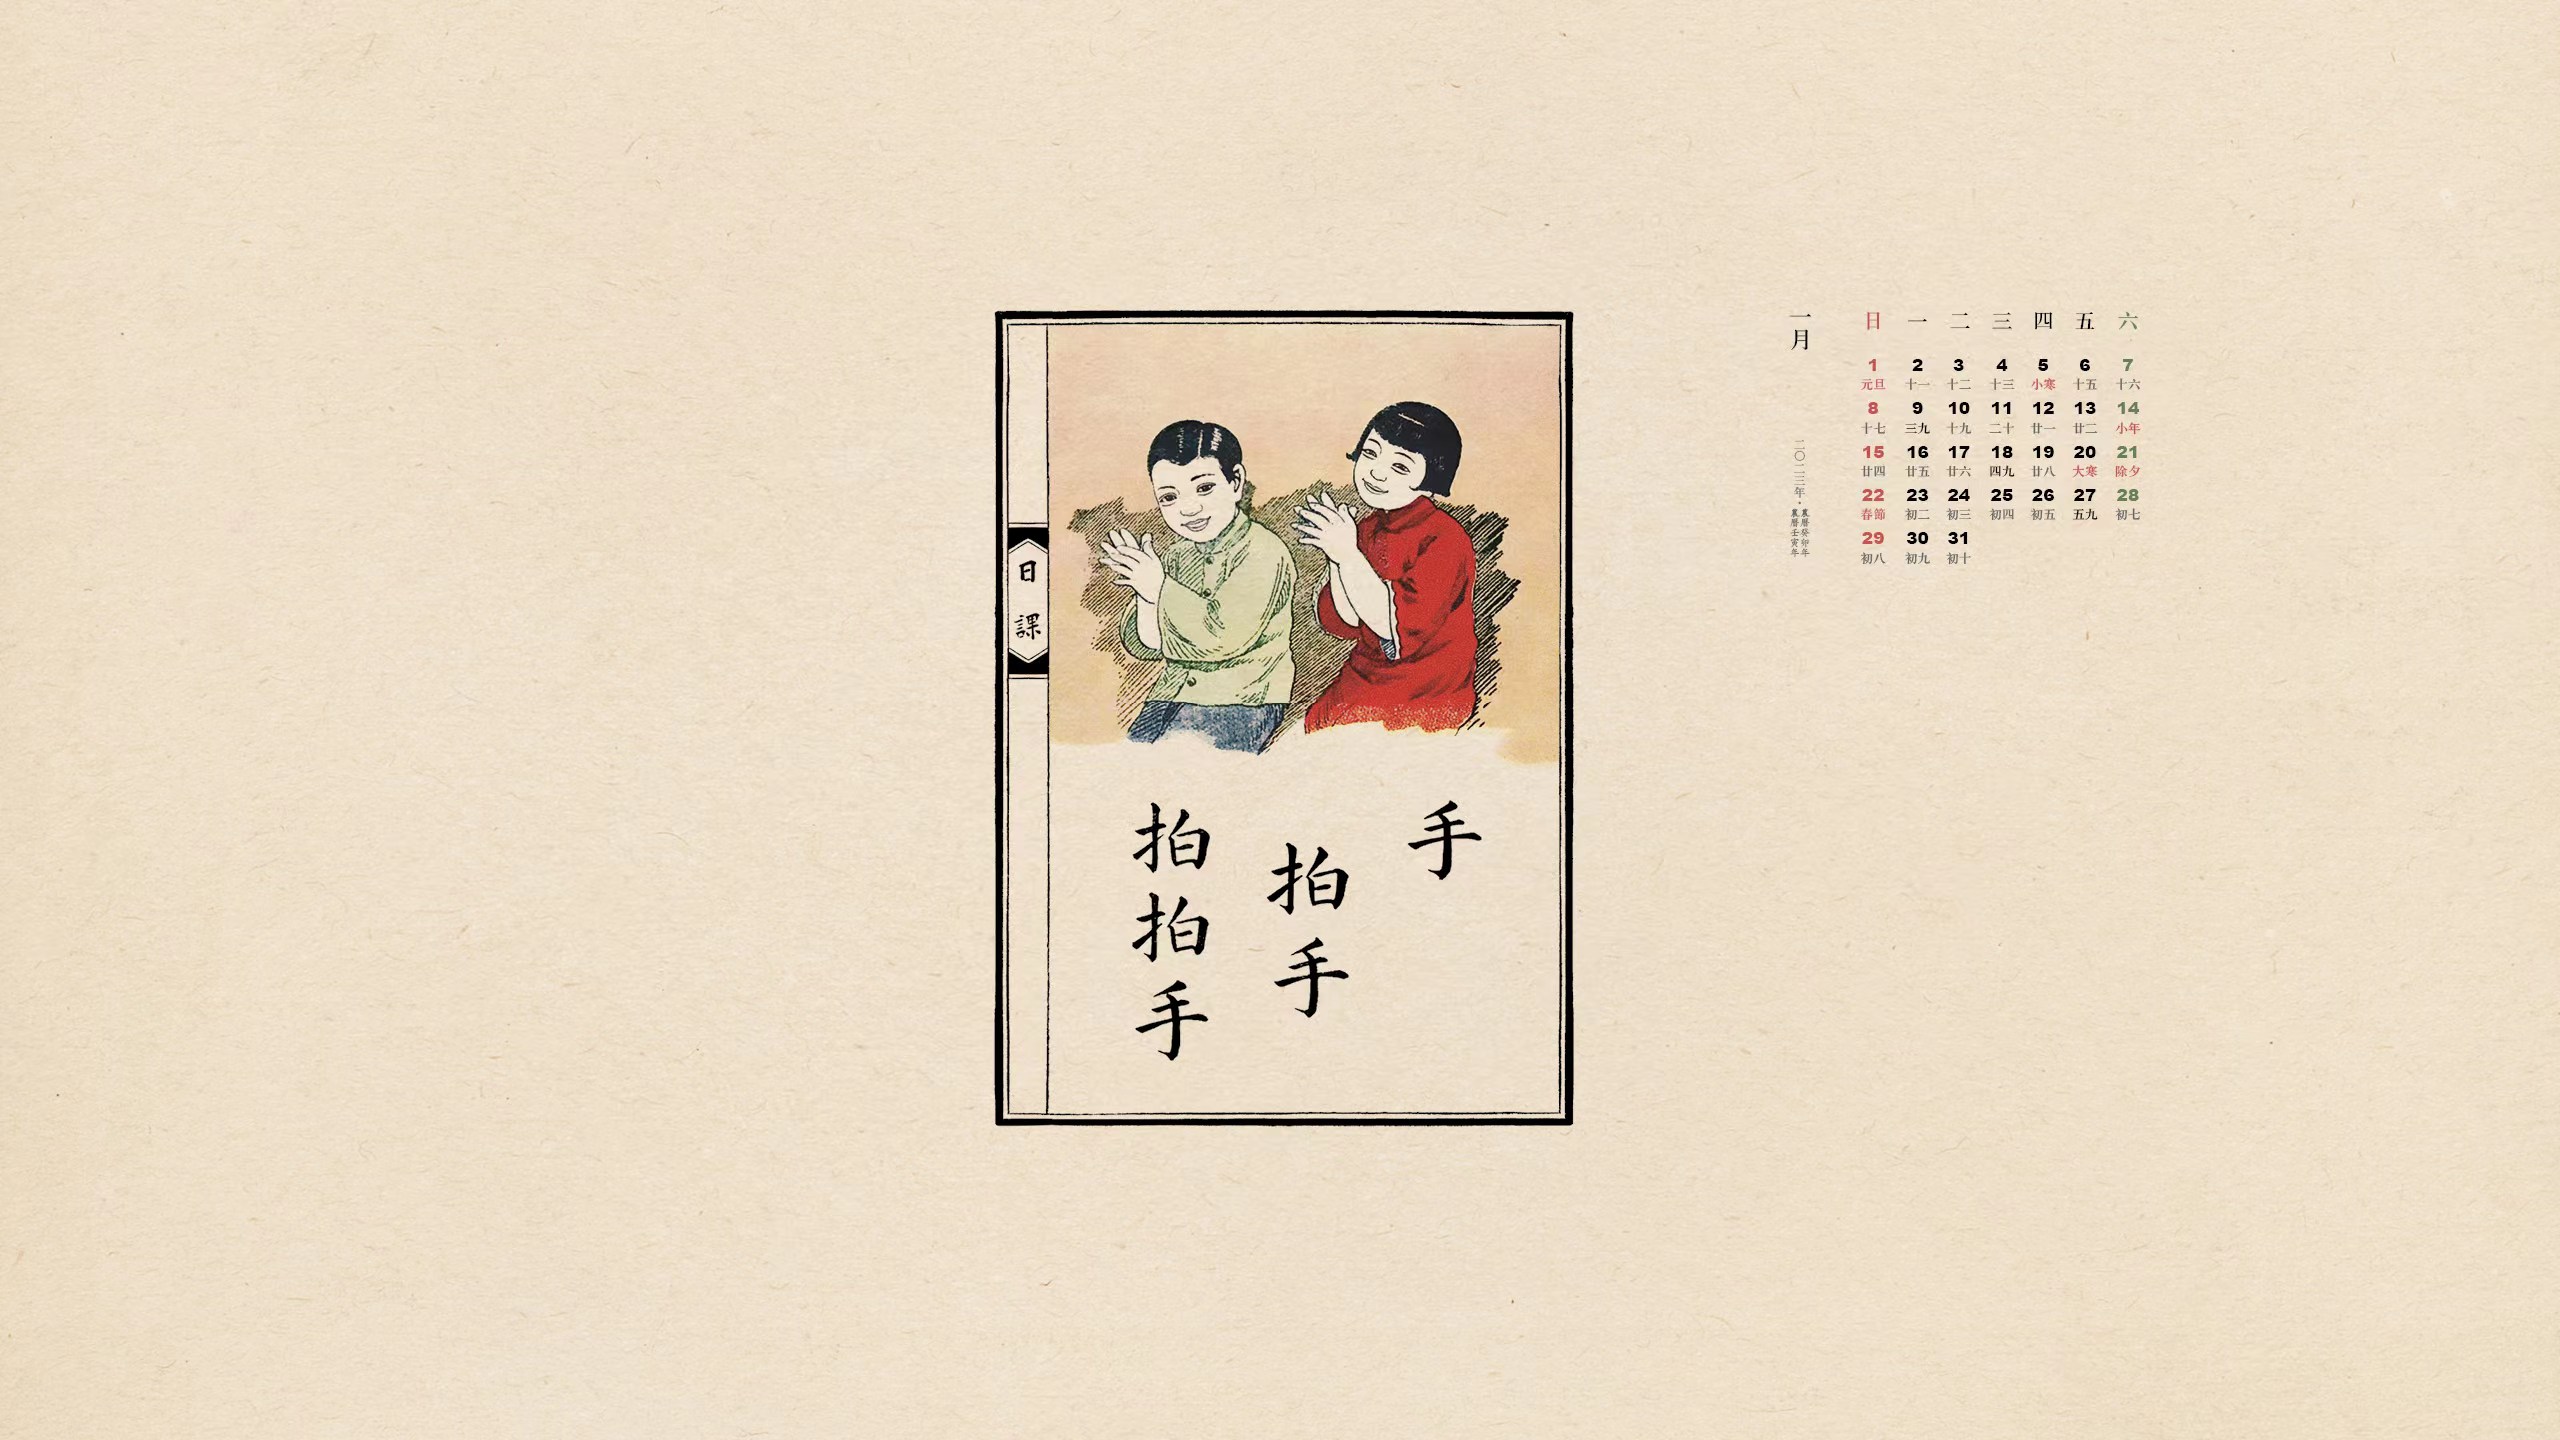 日課
手
拍手
拍拍手
一月
二〇二三年·農曆癸卯年
農曆壬寅年
日 一 二 三 四 五 六
1 2 3 4 5 6 7
元旦 十一 十二 十三 小寒 十五 十六
8 9 10 11 12 13 14
十七 三九 十九 二十 廿一 廿二 小年
15 16 17 18 19 20 21
廿四 廿五 廿六 四九 廿八 大寒 除夕
22 23 24 25 26 27 28
春節 初二 初三 初四 初五 五九 初七
29 30 31
初八 初九 初十